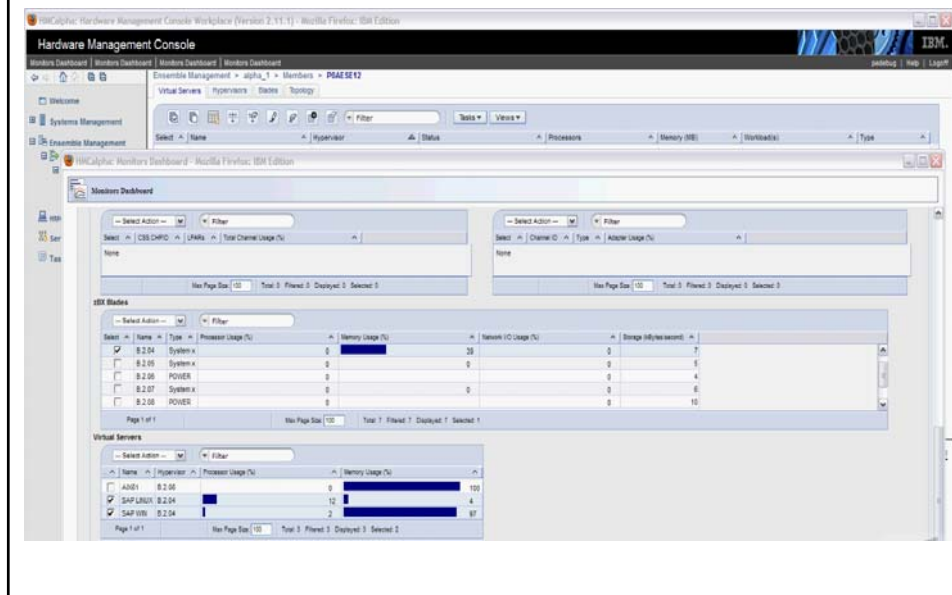 HMCalpha: Hardware Management Console Workplace (Version 2.11.1) - Mozilla Firefox: IBM Edition
Hardware Management Console
IBM.
Monitors Dashboard | Monitors Dashboard | Monitors Dashboard | Monitors Dashboard
pedebug | Help | Logoff
Ensemble Management > alpha_1 > Members > P0AESE12
Virtual Servers Hypervisors Blades Topology
Welcome
Systems Management
Ensemble Management
Filter
Tasks Views
Select Name Hypervisor Status Processors Memory (MB) Workload(s) Type
HMCalpha: Monitors Dashboard - Mozilla Firefox: IBM Edition
Monitors Dashboard
HM
Ser
Tas
-- Select Action -- Filter
Select CSS.CHPID LPARs Total Channel Usage (%)
None
Max Page Size: 100 Total: 0 Filtered: 0 Displayed: 0 Selected: 0
-- Select Action -- Filter
Select Channel ID Type Adapter Usage (%)
None
Max Page Size: 100 Total: 0 Filtered: 0 Displayed: 0 Selected: 0
zBX Blades
-- Select Action -- Filter
Select Name Type Processor Usage (%) Memory Usage (%) Network I/O Usage (%) Storage (kBytes/second)
B.2.04 System x 0 39 0 7
B.2.05 System x 0 0 0 5
B.2.06 POWER 0 0 4
B.2.07 System x 0 0 0 6
B.2.08 POWER 0 0 10
Page 1 of 1 Max Page Size: 100 Total: 7 Filtered: 7 Displayed: 7 Selected: 1
Virtual Servers
-- Select Action -- Filter
Name Hypervisor Processor Usage (%) Memory Usage (%)
B.2.06 0 100
SAP LINUX B.2.04 12 4
SAP WIN B.2.04 2 97
Page 1 of 1 Max Page Size: 100 Total: 3 Filtered: 3 Displayed: 3 Selected: 2